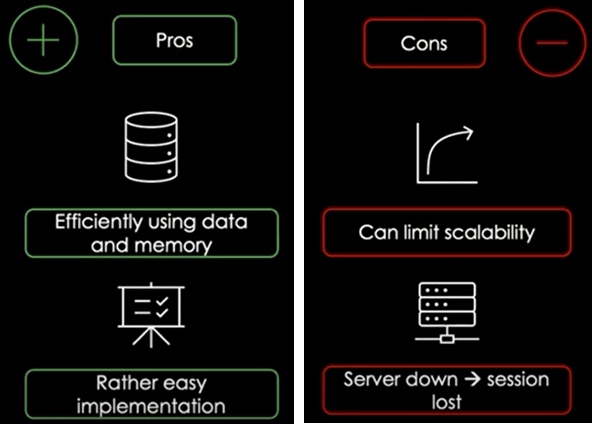 Pros
Efficiently using data
and memory
Rather easy
implementation
Cons
Can limit scalability
Server down → session
lost